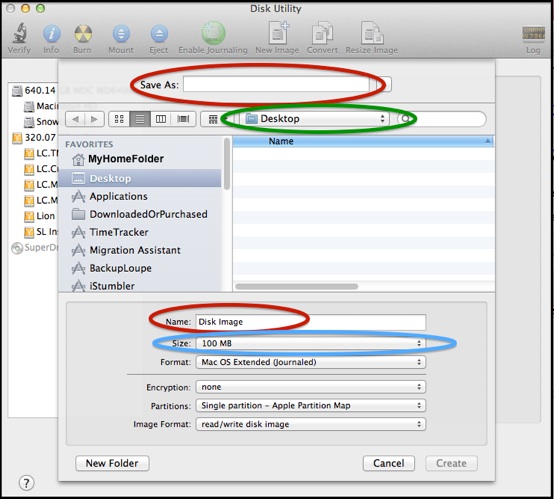 Disk Utility
Verify Info Burn Mount Eject Enable Journaling New Image Convert Resize Image Log
Save As:
640.14
Macin
Snow
320.07
LC.TM
LC.C
LC.M
LC.M
Lion
SL Ins
SuperDr
Desktop
FAVORITES
MyHomeFolder
Desktop
Applications
DownloadedOrPurchased
TimeTracker
Migration Assistant
BackupLoupe
iStumbler
Name
Name: Disk Image
Size: 100 MB
Format: Mac OS Extended (Journaled)
Encryption: none
Partitions: Single partition – Apple Partition Map
Image Format: read/write disk image
New Folder Cancel Create
?